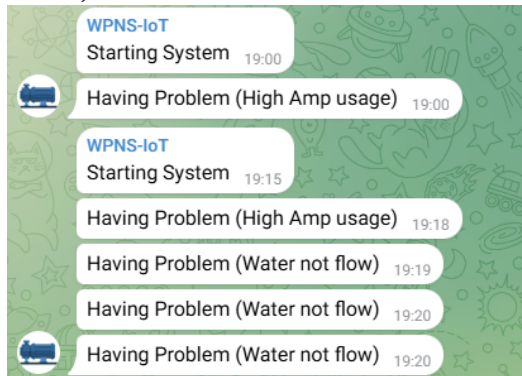 WPNS-IoT
Starting System 19:00
Having Problem (High Amp usage) 19:00
WPNS-IoT
Starting System 19:15
Having Problem (High Amp usage) 19:18
Having Problem (Water not flow) 19:19
Having Problem (Water not flow) 19:20
Having Problem (Water not flow) 19:20